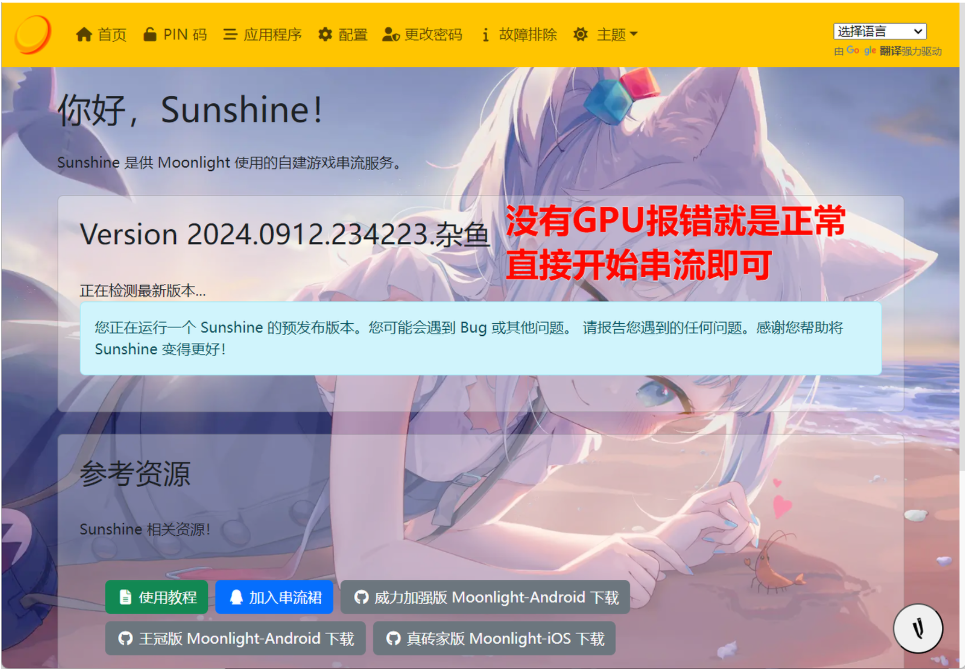 首页 PIN 码 应用程序 配置 更改密码 故障排除 主题 选择语言
由 Google 翻译强力驱动
你好，Sunshine！
Sunshine 是供 Moonlight 使用的自建游戏串流服务。
Version 2024.0912.234223.杂鱼
没有GPU报错就是正常
直接开始串流即可
正在检测最新版本...
您正在运行一个 Sunshine 的预发布版本。您可能会遇到 Bug 或其他问题。 请报告您遇到的任何问题。感谢您帮助将
Sunshine 变得更好！
参考资源
Sunshine 相关资源！
使用教程 加入串流裙 威力加强版 Moonlight-Android 下载
王冠版 Moonlight-Android 下载 真砖家版 Moonlight-iOS 下载